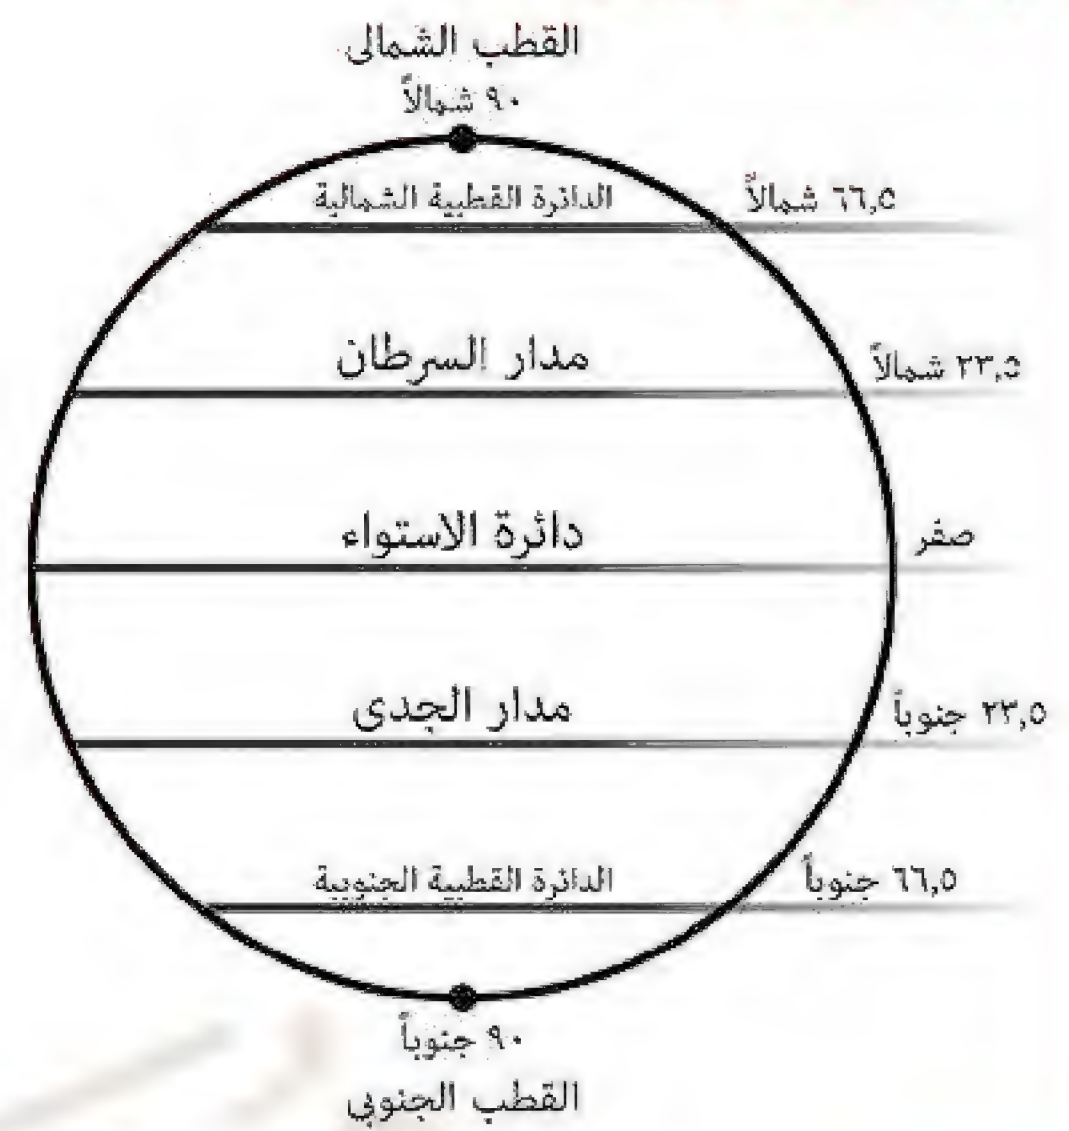 القطب الشمالى
٩٠ شمالاً
الدائرة القطبية الشمالية
٦٦,٥ شمالاً
مدار السرطان
٢٣,٥ شمالاً
دائرة الاستواء
صفر
مدار الجدى
٢٣,٥ جنوباً
الدائرة القطبية الجنوبية
٦٦,٥ جنوباً
٩٠ جنوباً
القطب الجنوبى